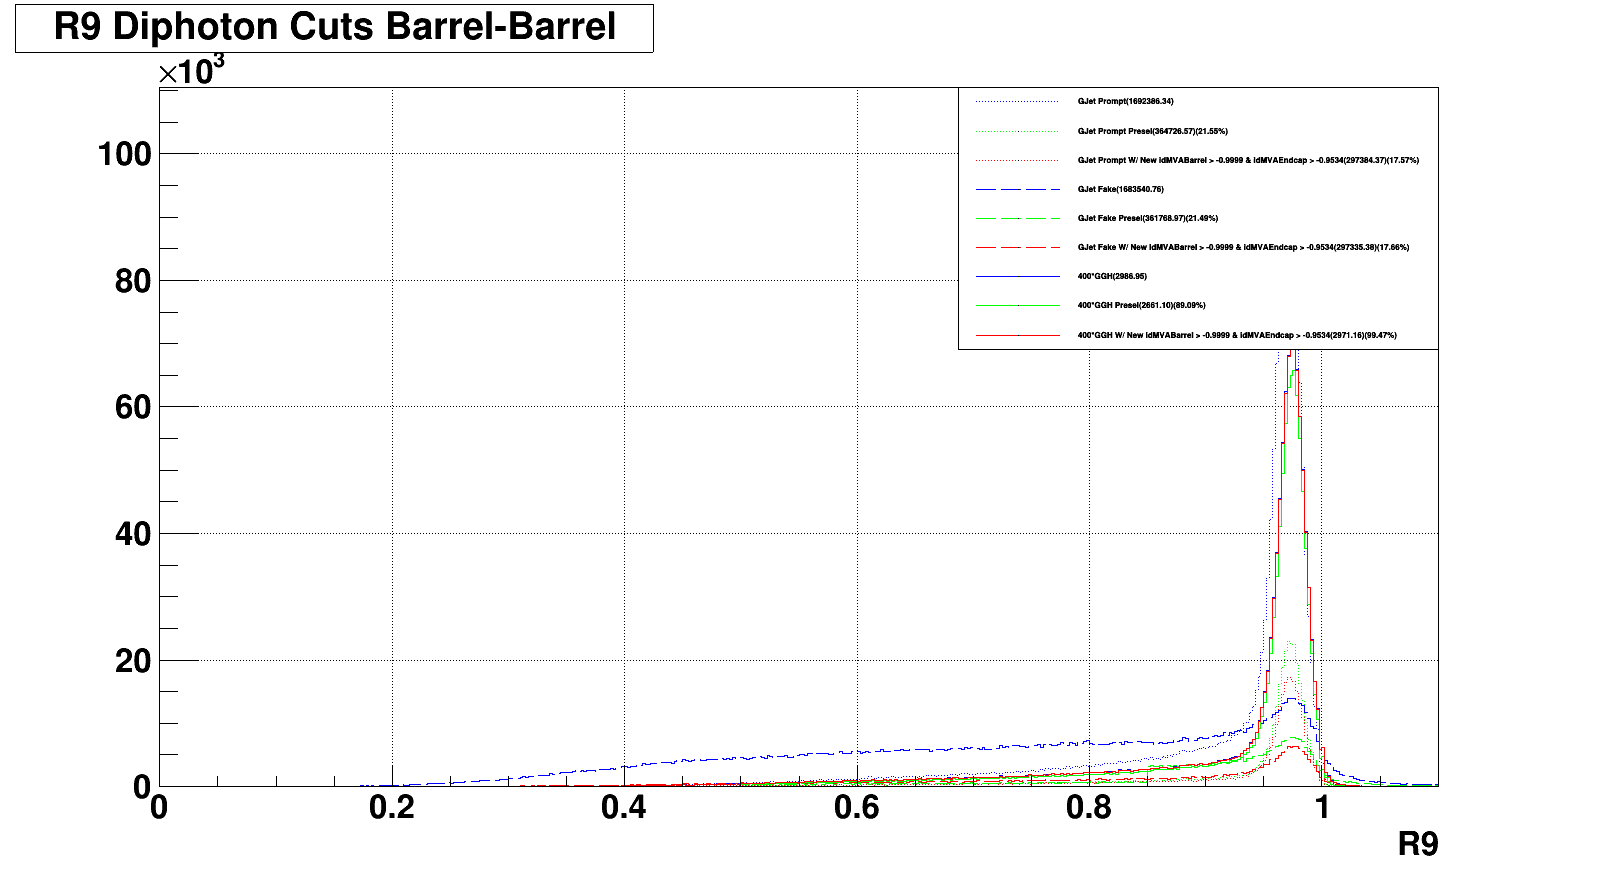 R9 Diphoton Cuts Barrel-Barrel
×10³
GJet Prompt(1692386.34)
GJet Prompt Presel(364726.57)(21.55%)
GJet Prompt W/ New idMVABarrel > -0.9999 & idMVAEndcap > -0.9534(297384.37)(17.57%)
GJet Fake(1683540.76)
GJet Fake Presel(361768.97)(21.49%)
GJet Fake W/ New idMVABarrel > -0.9999 & idMVAEndcap > -0.9534(297335.38)(17.66%)
400*GGH(2986.95)
400*GGH Presel(2661.10)(89.09%)
400*GGH W/ New idMVABarrel > -0.9999 & idMVAEndcap > -0.9534(2971.16)(99.47%)
100
80
60
40
20
0
0 0.2 0.4 0.6 0.8 1
R9